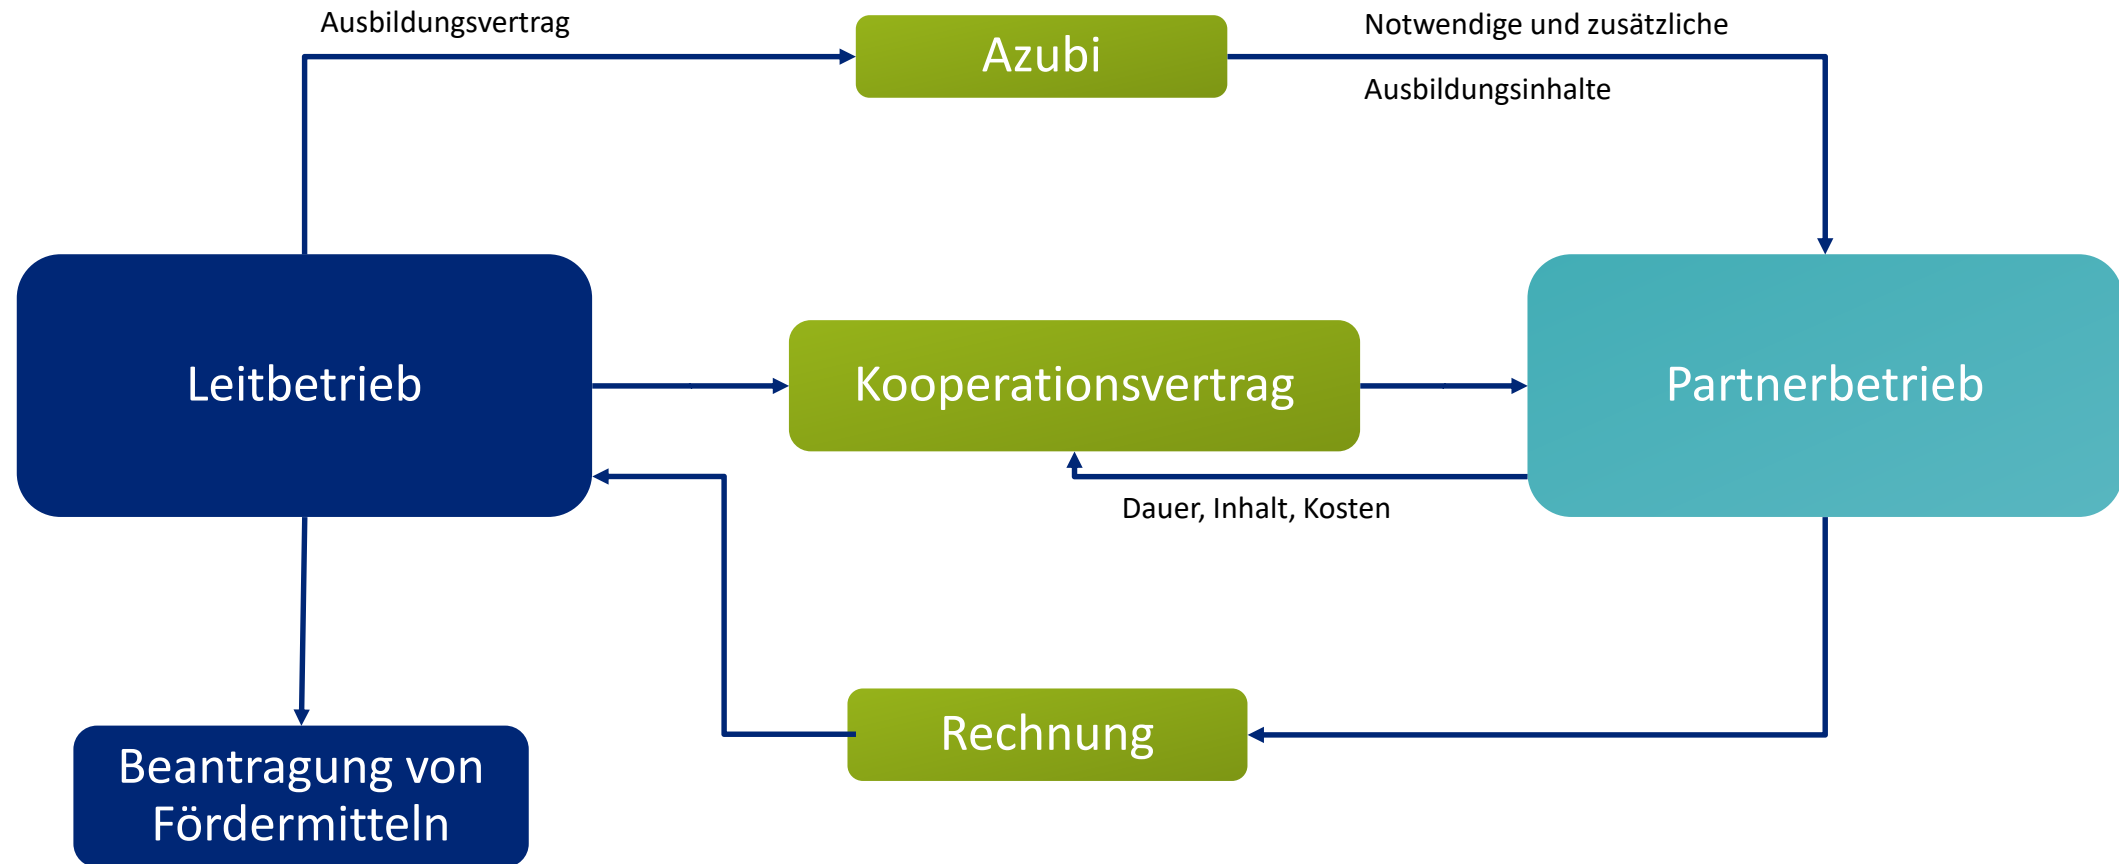 Ausbildungsvertrag
Azubi
Notwendige und zusätzliche
Ausbildungsinhalte
Leitbetrieb
Kooperationsvertrag
Partnerbetrieb
Dauer, Inhalt, Kosten
Rechnung
Beantragung von
Fördermitteln